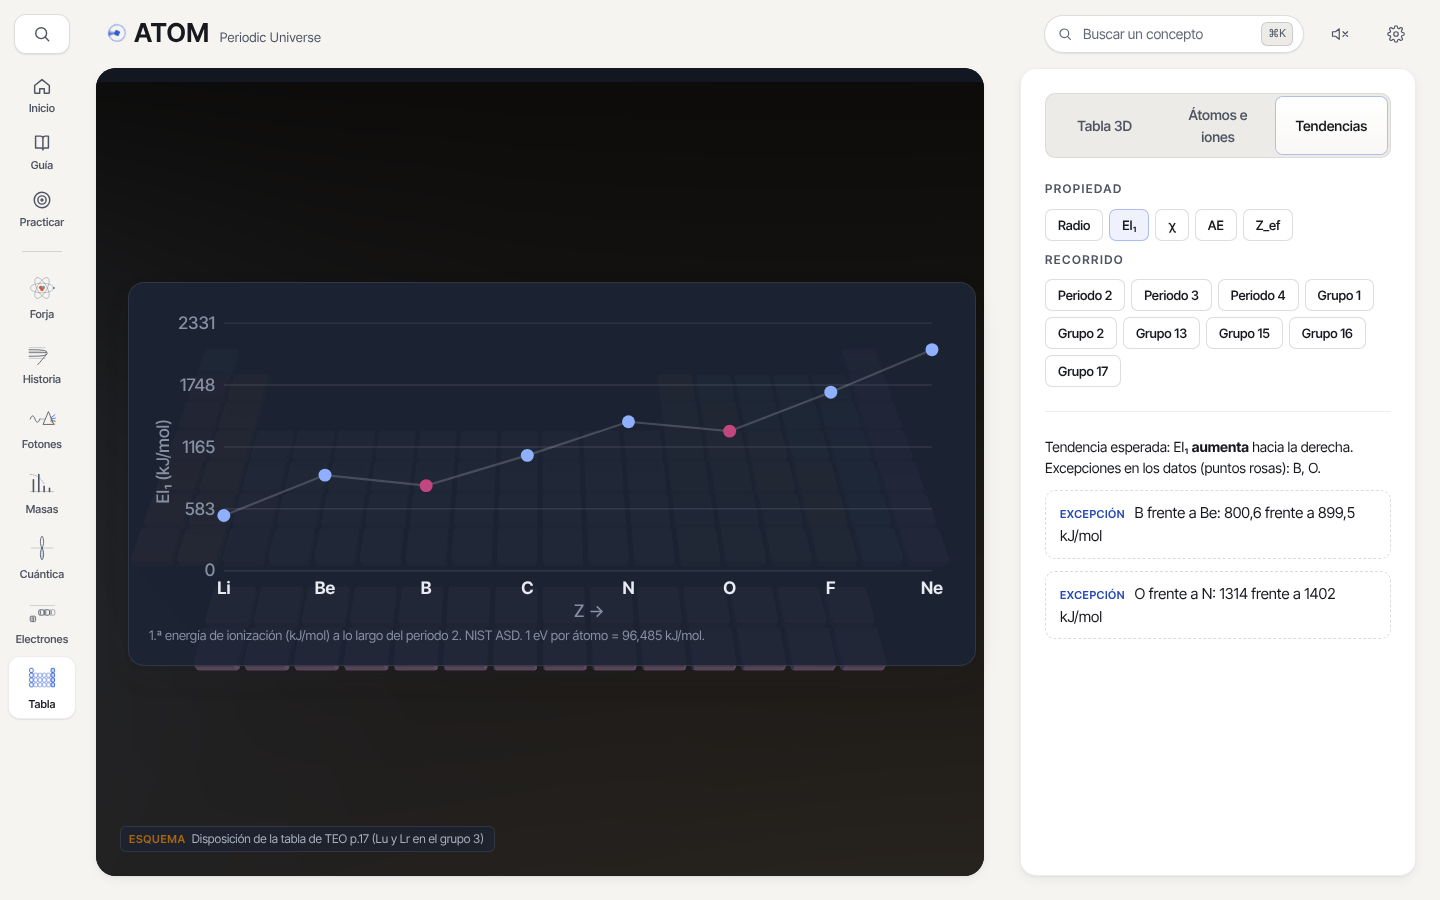 ATOM Periodic Universe
Buscar un concepto ⌘K
Inicio
Guía
Practicar
Forja
Historia
Fotones
Masas
Cuántica
Electrones
Tabla
2331
1748
1165
583
0
EI₁ (kJ/mol)
Li Be B C N O F Ne
Z →
1.ª energía de ionización (kJ/mol) a lo largo del periodo 2. NIST ASD. 1 eV por átomo = 96,485 kJ/mol.
ESQUEMA Disposición de la tabla de TEO p.17 (Lu y Lr en el grupo 3)
Tabla 3D
Átomos e
iones
Tendencias
PROPIEDAD
Radio EI₁ χ AE Z_ef
RECORRIDO
Periodo 2 Periodo 3 Periodo 4 Grupo 1
Grupo 2 Grupo 13 Grupo 15 Grupo 16
Grupo 17
Tendencia esperada: EI₁ aumenta hacia la derecha.
Excepciones en los datos (puntos rosas): B, O.
EXCEPCIÓN B frente a Be: 800,6 frente a 899,5
kJ/mol
EXCEPCIÓN O frente a N: 1314 frente a 1402
kJ/mol